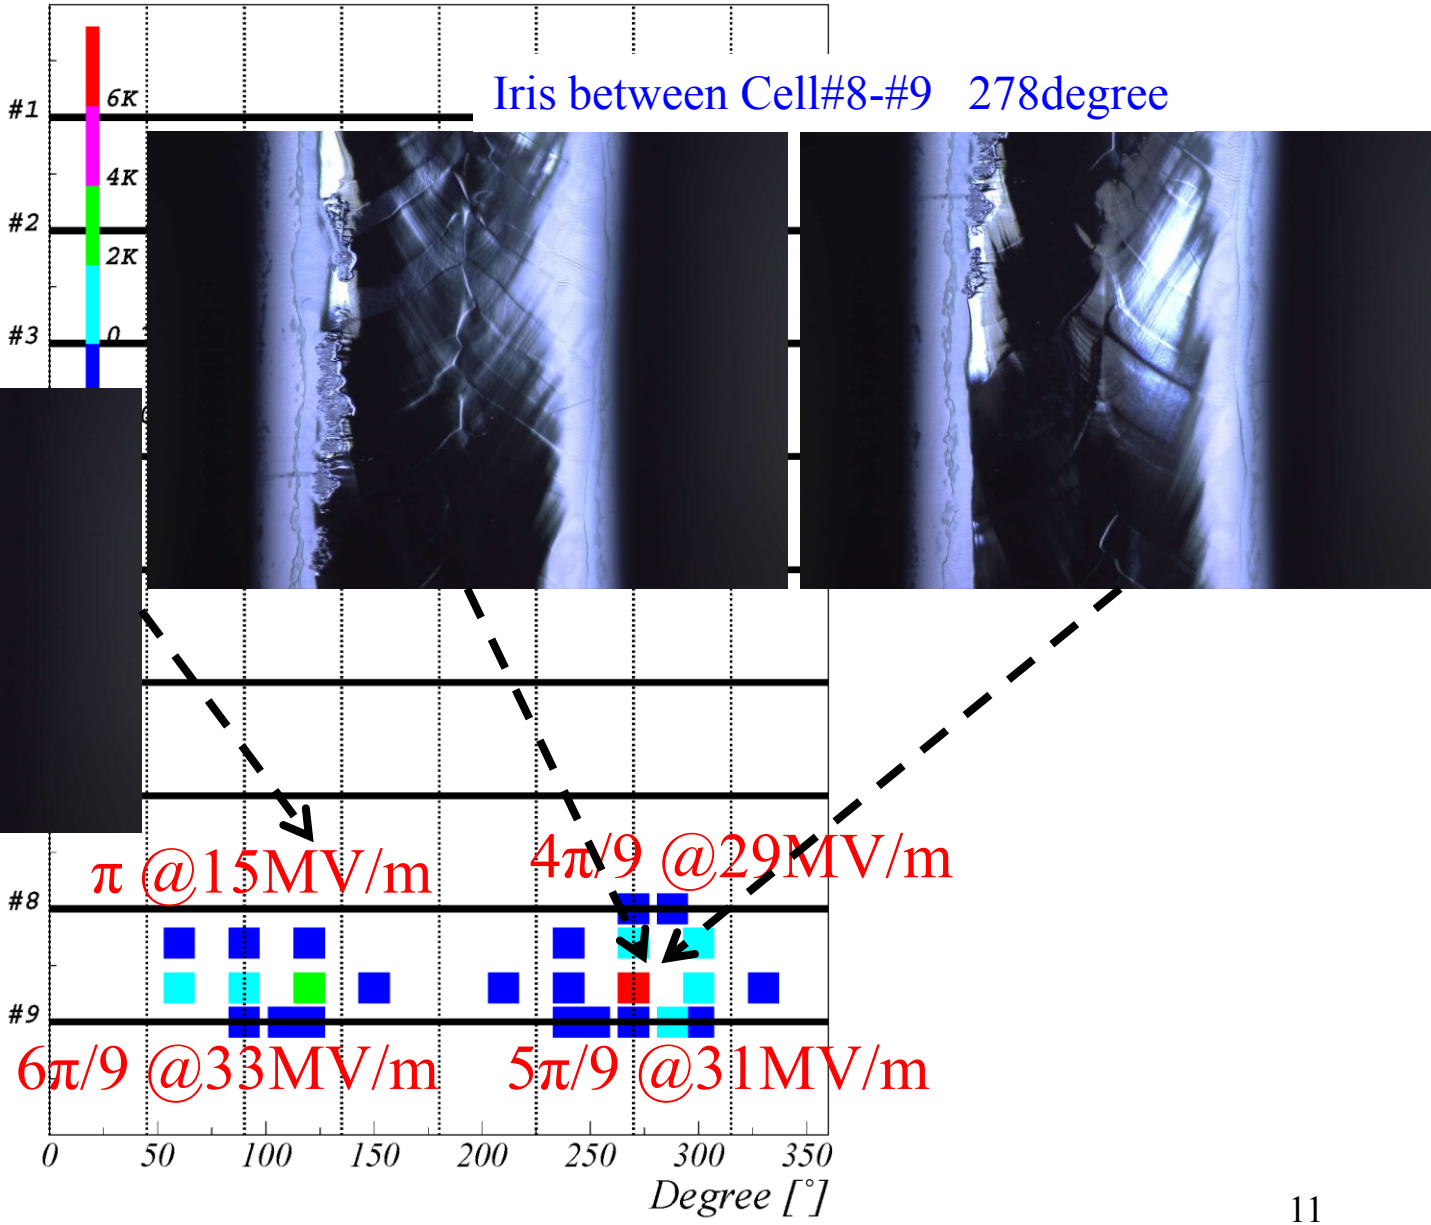 Iris between Cell#8-#9 278degree
6K
#1
4K
#2
2K
#3
0
π @15MV/m
4π/9 @29MV/m
#8
#9
6π/9 @33MV/m
5π/9 @31MV/m
0 50 100 150 200 250 300 350
Degree [°]
11